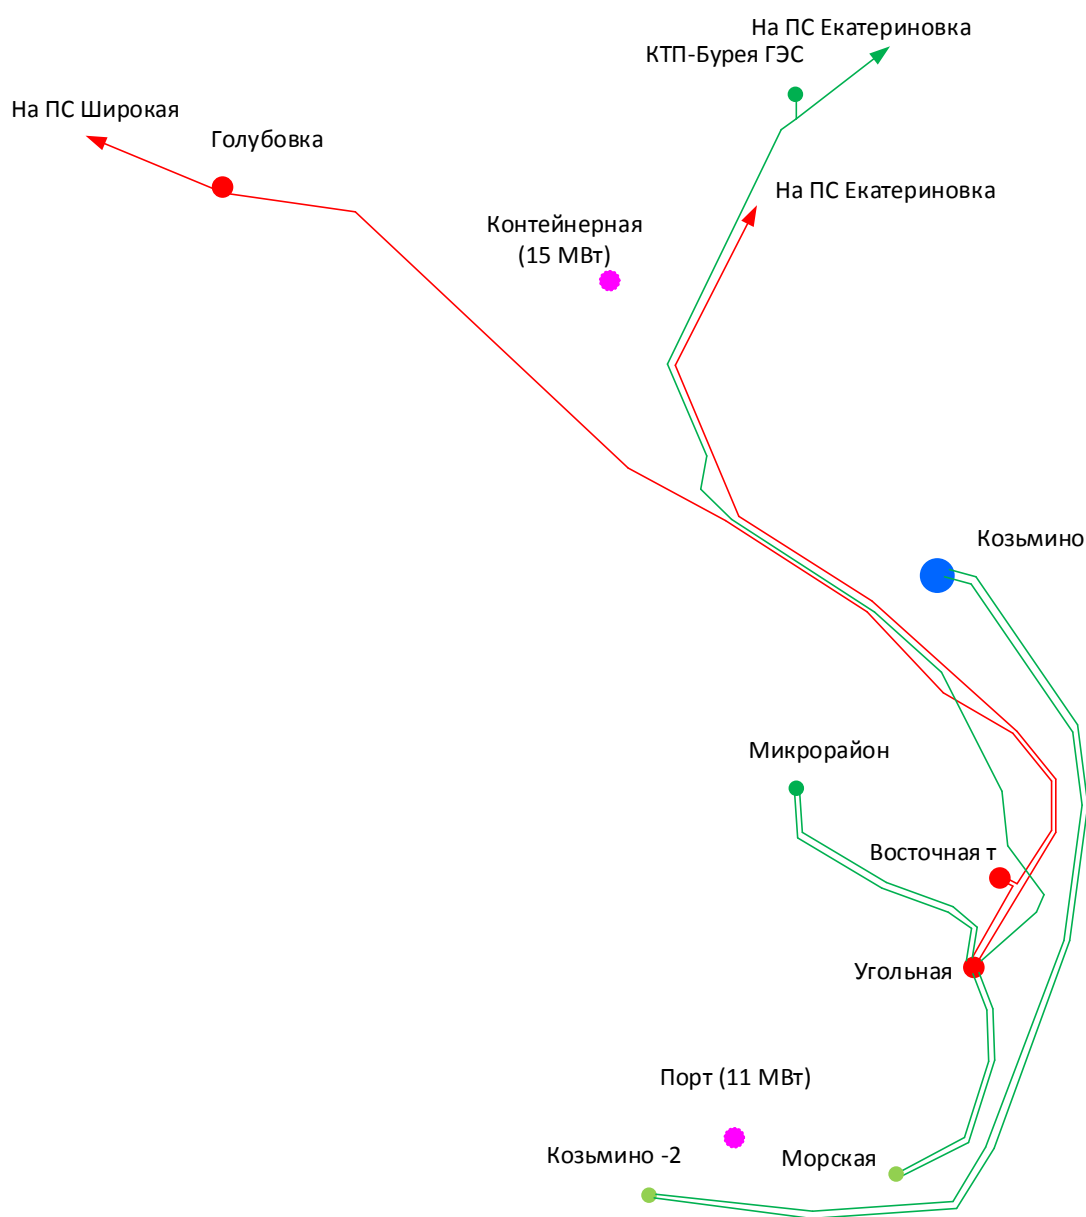 На ПС Екатериновка
КТП-Бурея ГЭС
На ПС Широкая
Голубовка
На ПС Екатериновка
Контейнерная
(15 МВт)
Козьмино
Микрорайон
Восточная т
Угольная
Порт (11 МВт)
Козьмино -2
Морская